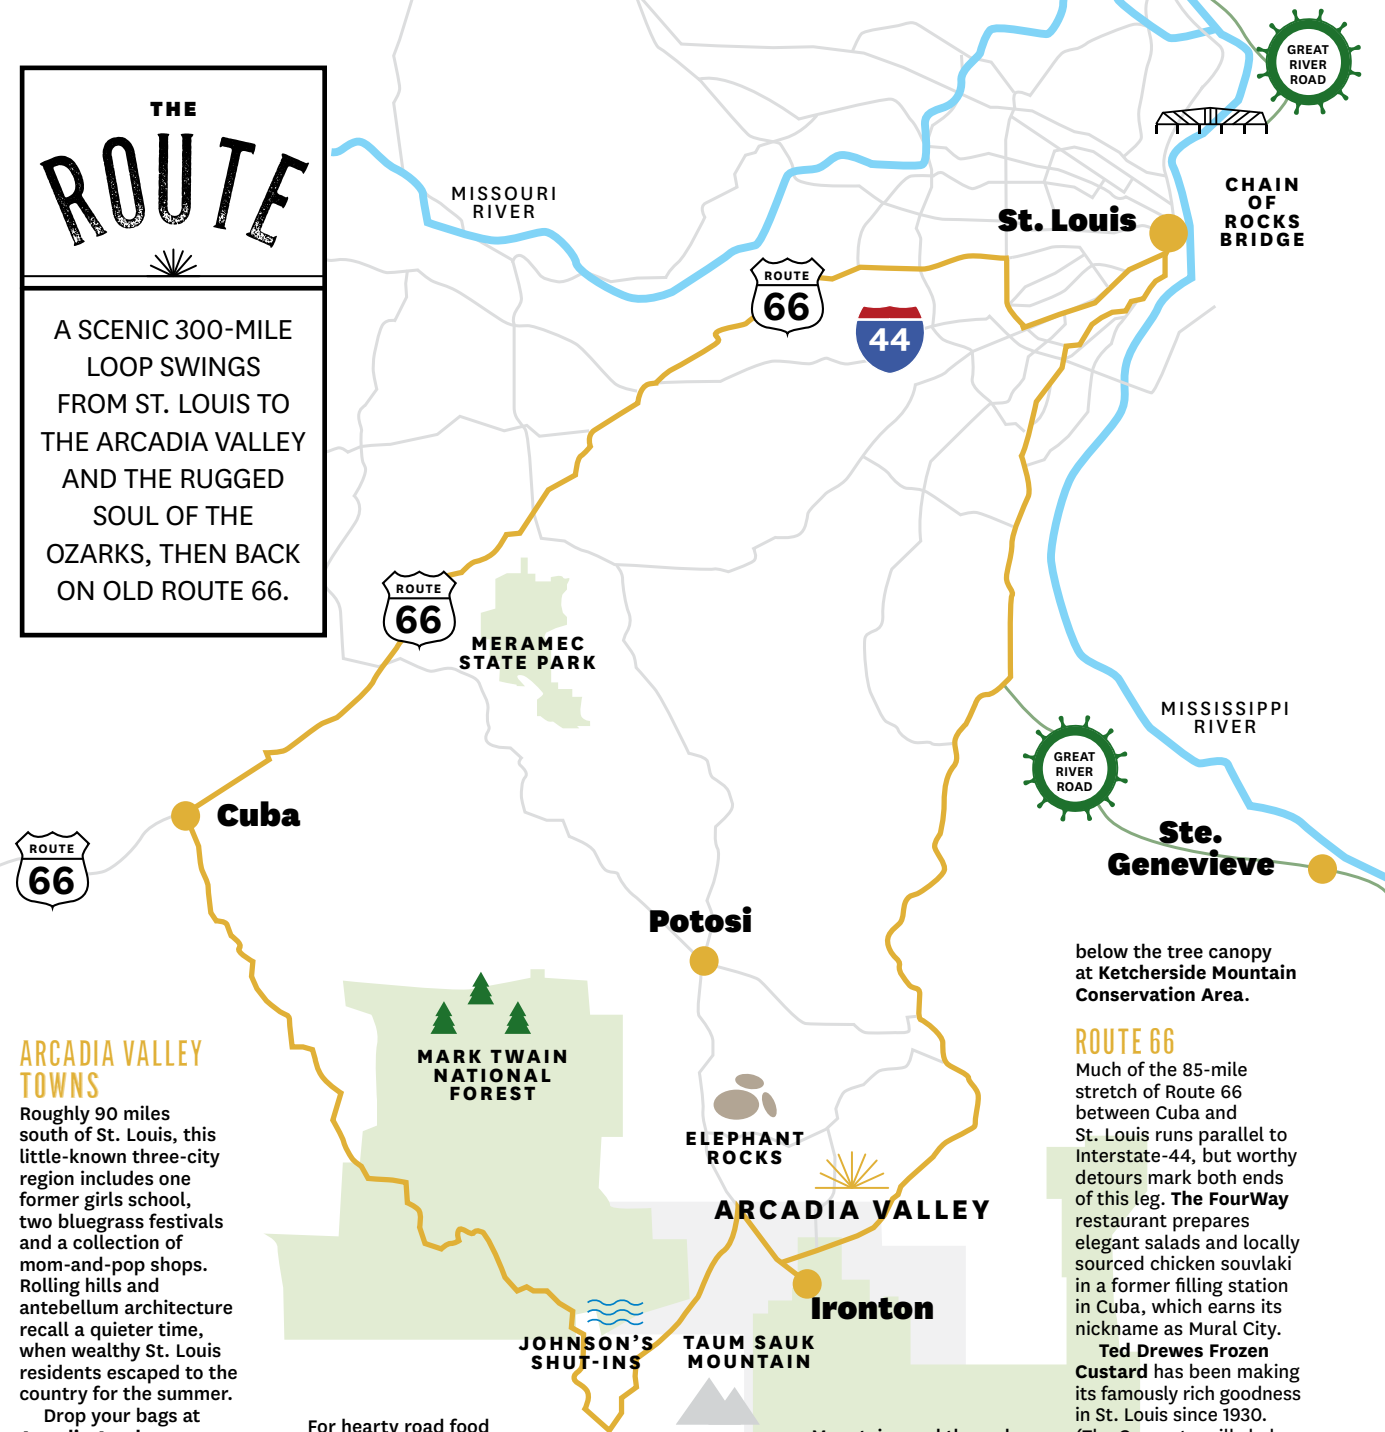 THE
ROUTE
A SCENIC 300-MILE
LOOP SWINGS
FROM ST. LOUIS TO
THE ARCADIA VALLEY
AND THE RUGGED
SOUL OF THE
OZARKS, THEN BACK
ON OLD ROUTE 66.
GREAT
RIVER
ROAD
MISSOURI
RIVER
St. Louis
CHAIN
OF
ROCKS
BRIDGE
ROUTE
66
44
ROUTE
66
MERAMEC
STATE PARK
MISSISSIPPI
RIVER
GREAT
RIVER
ROAD
Cuba
ROUTE
66
Ste.
Genevieve
Potosi
MARK TWAIN
NATIONAL
FOREST
ELEPHANT
ROCKS
ARCADIA VALLEY
Ironton
JOHNSON'S
SHUT-INS
TAUM SAUK
MOUNTAIN
ARCADIA VALLEY
TOWNS
Roughly 90 miles
south of St. Louis, this
little-known three-city
region includes one
former girls school,
two bluegrass festivals
and a collection of
mom-and-pop shops.
Rolling hills and
antebellum architecture
recall a quieter time,
when wealthy St. Louis
residents escaped to the
country for the summer.
Drop your bags at
For hearty road food
below the tree canopy
at Ketcherside Mountain
Conservation Area.
ROUTE 66
Much of the 85-mile
stretch of Route 66
between Cuba and
St. Louis runs parallel to
Interstate-44, but worthy
detours mark both ends
of this leg. The FourWay
restaurant prepares
elegant salads and locally
sourced chicken souvlaki
in a former filling station
in Cuba, which earns its
nickname as Mural City.
Ted Drewes Frozen
Custard has been making
its famously rich goodness
in St. Louis since 1930.